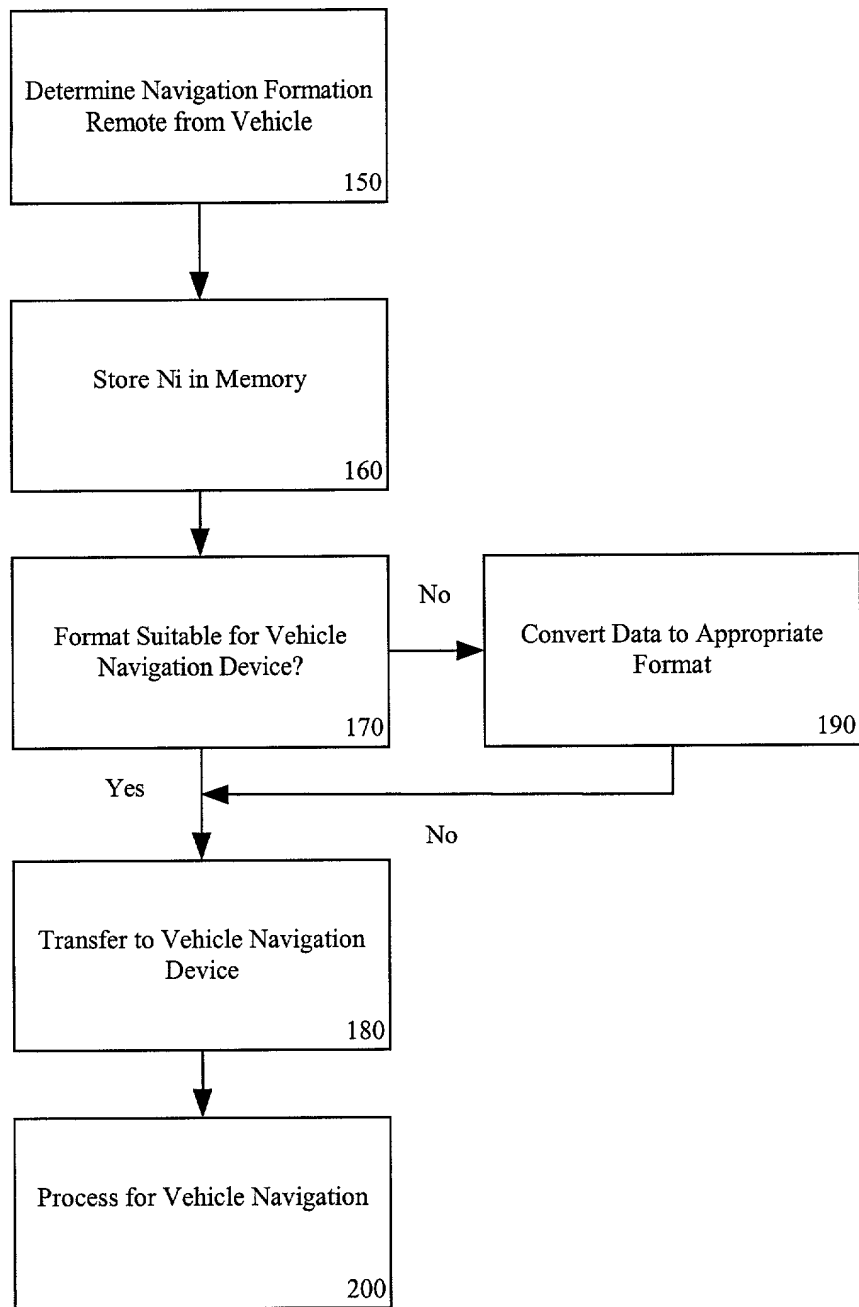 Determine Navigation Formation
Remote from Vehicle
150
Store Ni in Memory
160
Format Suitable for Vehicle
Navigation Device?
170
No
Convert Data to Appropriate
Format
190
Yes
No
Transfer to Vehicle Navigation
Device
180
Process for Vehicle Navigation
200